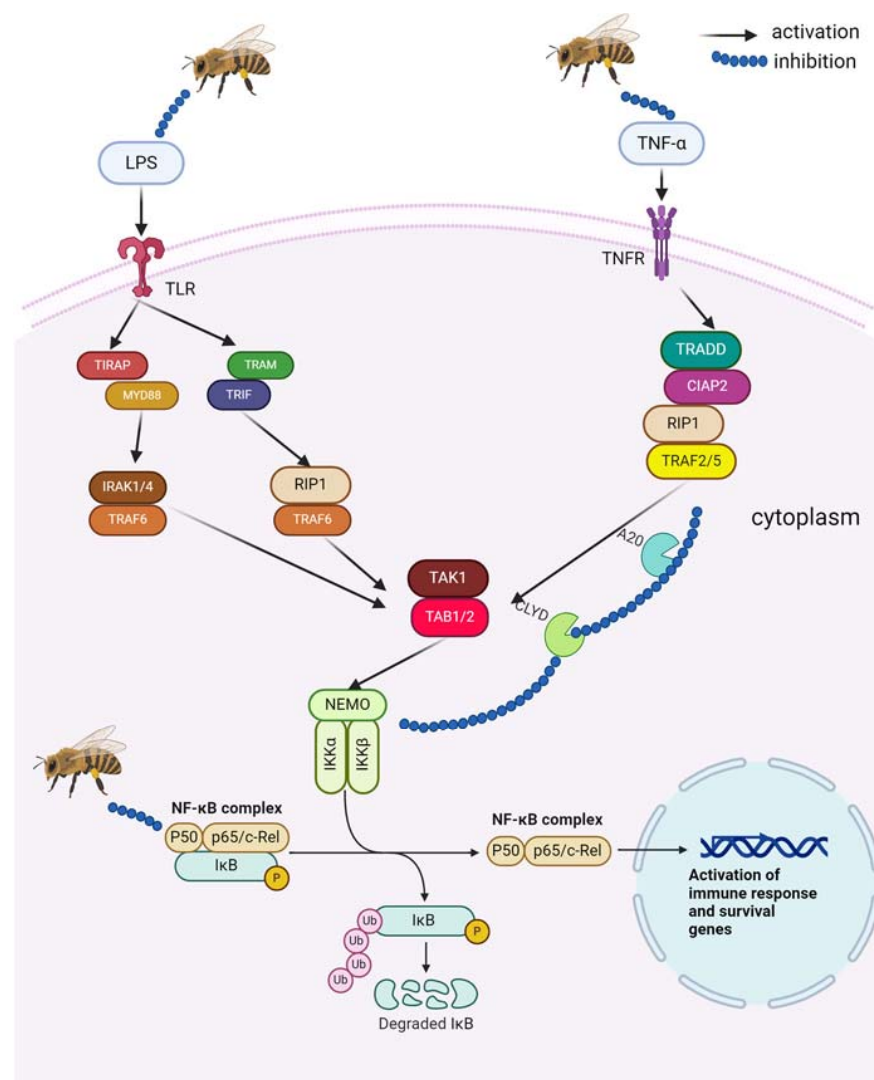 activation
inhibition
LPS
TNF-α
TLR
TNFR
TIRAP
MYD88
TRAM
TRIF
TRADD
CIAP2
RIP1
TRAF2/5
IRAK1/4
TRAF6
RIP1
TRAF6
cytoplasm
A20
TAK1
TAB1/2
CLYD
NEMO
IKKα
IKKβ
NF-κB complex
P50
p65/c-Rel
IκB
P
NF-κB complex
P50
p65/c-Rel
Activation of
immune response
and survival
genes
Ub
IκB
P
Ub
Ub
Ub
Degraded IκB